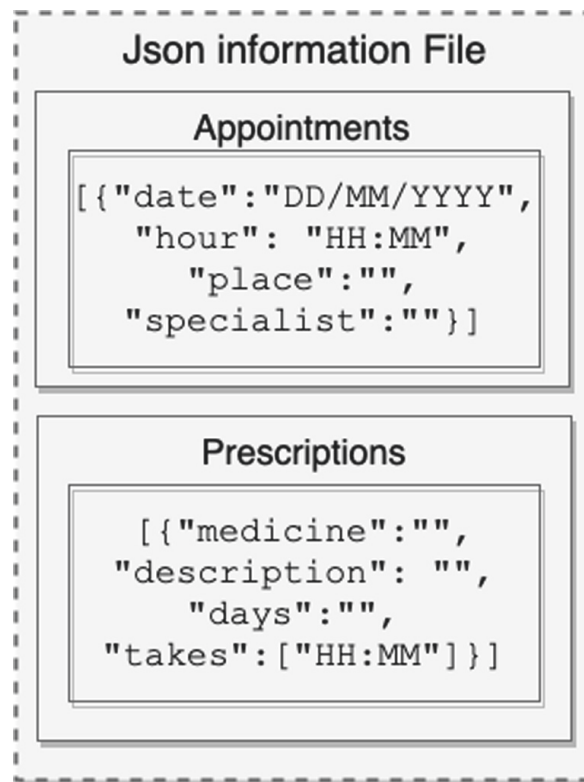 Json information File
Appointments
[{"date":"DD/MM/YYYY",
"hour": "HH:MM",
"place":"",
"specialist":""}]
Prescriptions
[{"medicine":"",
"description": "",
"days":"",
"takes":["HH:MM"]}]